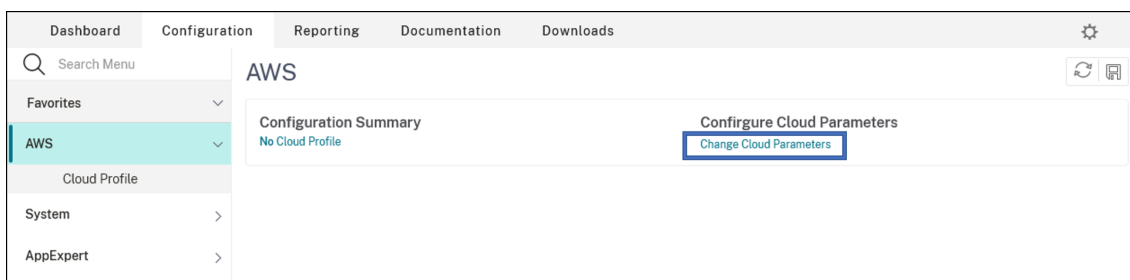 Dashboard Configuration Reporting Documentation Downloads
Search Menu
AWS
Favorites
Configuration Summary Confirgure Cloud Parameters
No Cloud Profile Change Cloud Parameters
AWS
Cloud Profile
System
AppExpert